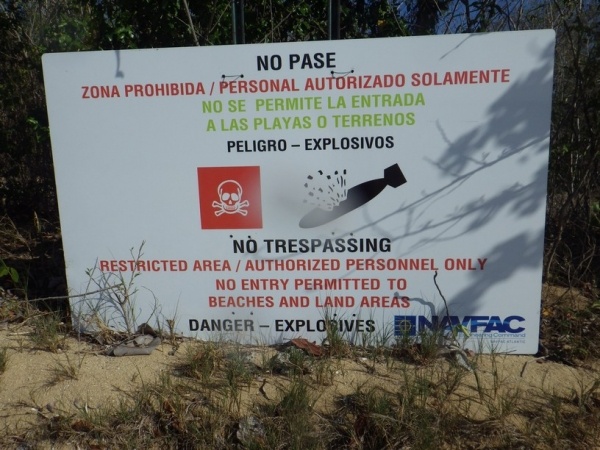 NO PASE
ZONA PROHIBIDA / PERSONAL AUTORIZADO SOLAMENTE
NO SE PERMITE LA ENTRADA
A LAS PLAYAS O TERRENOS
PELIGRO – EXPLOSIVOS
NO TRESPASSING
RESTRICTED AREA / AUTHORIZED PERSONNEL ONLY
NO ENTRY PERMITTED TO
BEACHES AND LAND AREAS
DANGER – EXPLOSIVES
NAVFAC
Command